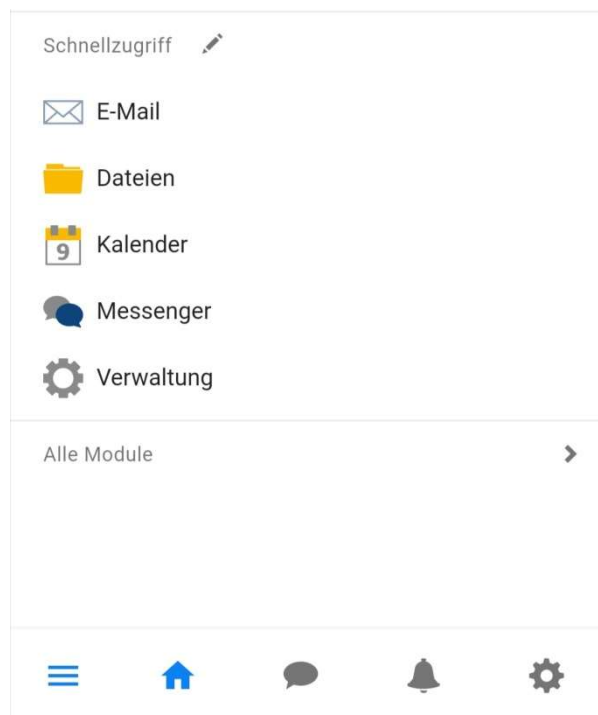 Schnellzugriff
E-Mail
Dateien
9
Kalender
Messenger
Verwaltung
Alle Module